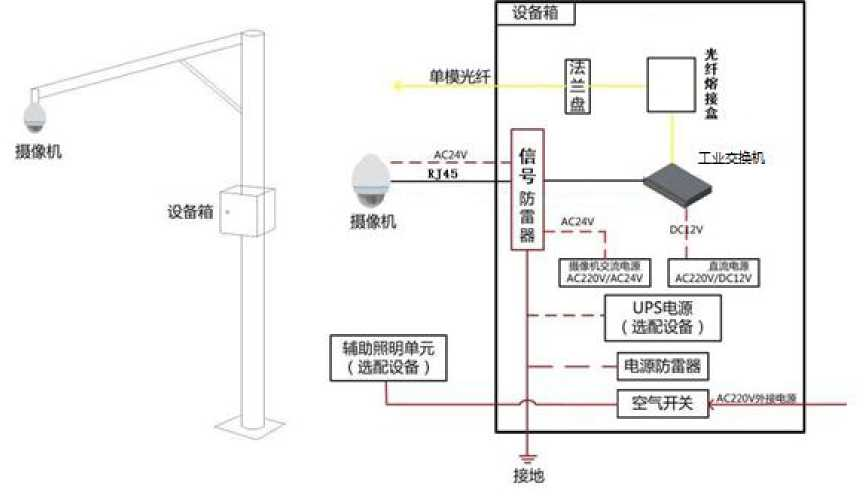 摄像机
设备箱
设备箱
单模光纤
法兰盘
光纤熔接盒
AC24V
RJ45
摄像机
信号防雷器
工业交换机
AC24V
DC12V
摄像机交流电源
AC220V/AC24V
直流电源
AC220V/DC12V
UPS电源
（选配设备）
辅助照明单元
（选配设备）
电源防雷器
空气开关
AC220V外接电源
接地